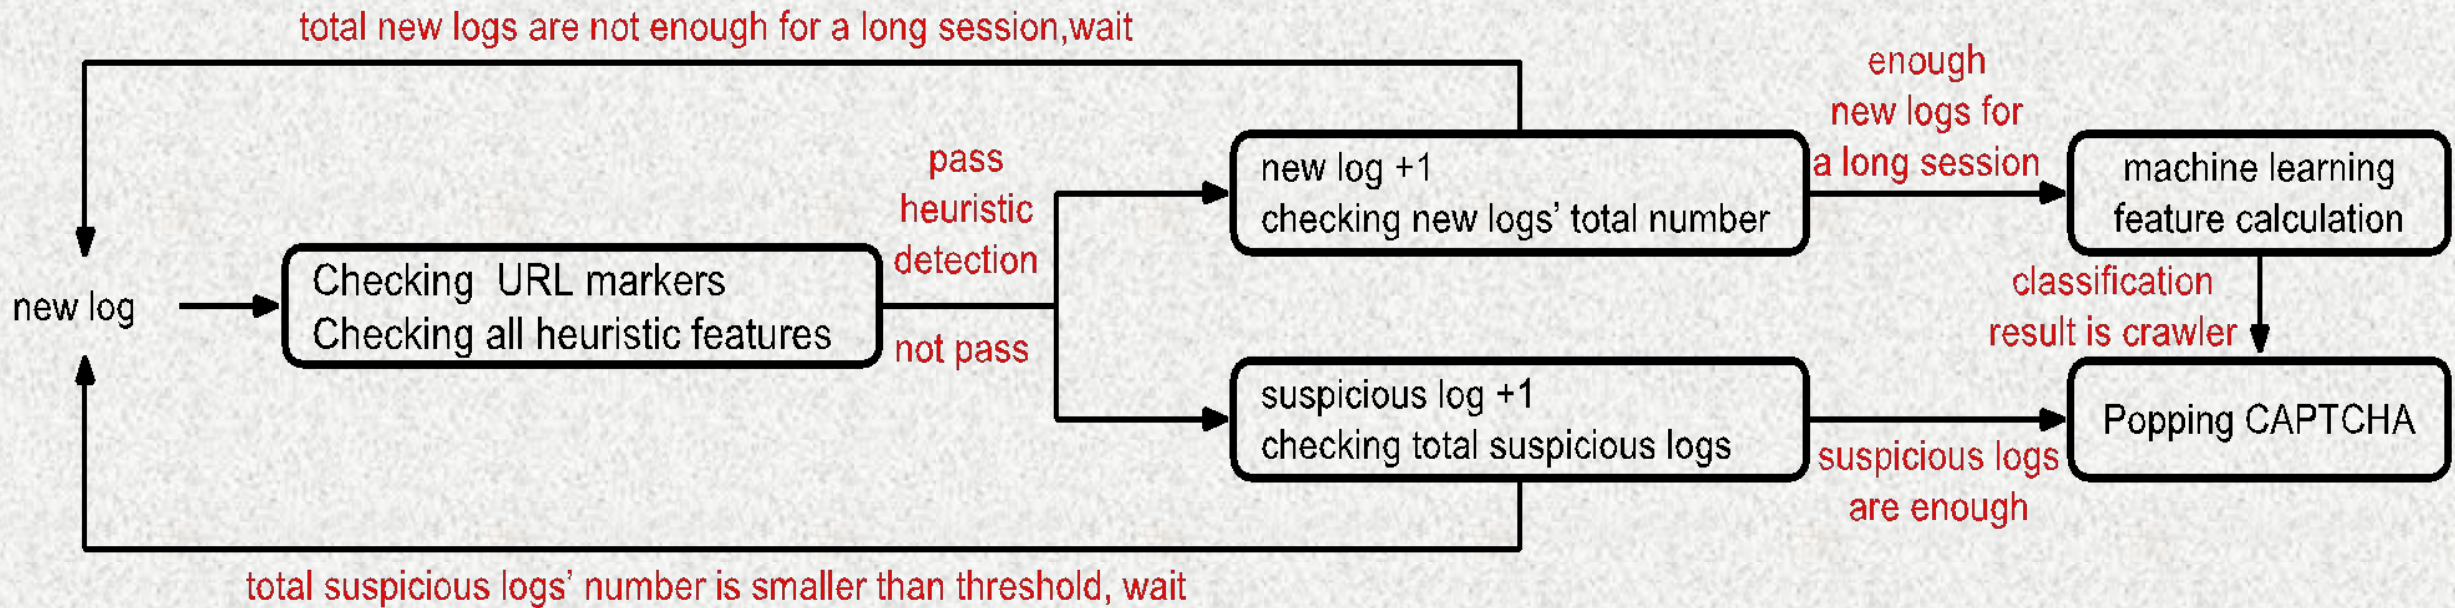 total new logs are not enough for a long session,wait
enough
new logs for
a long session
pass
heuristic
detection
new log +1
checking new logs’ total number
machine learning
feature calculation
new log
Checking URL markers
Checking all heuristic features
not pass
classification
result is crawler
suspicious log +1
checking total suspicious logs
suspicious logs
are enough
Popping CAPTCHA
total suspicious logs’ number is smaller than threshold, wait